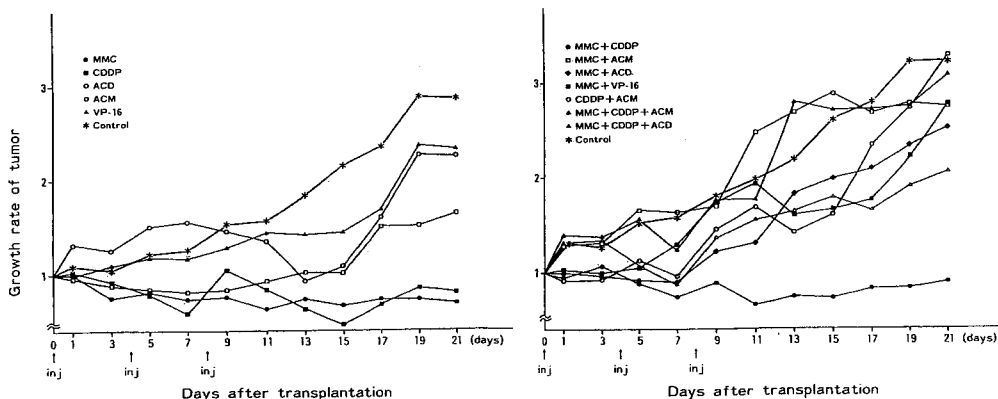 Growth rate of tumor
3
2
1
MMC
CDDP
ACD
ACM
VP-16
Control
0 1 3 5 7 9 11 13 15 17 19 21 (days)
inj inj inj
Days after transplantation
3
2
1
MMC+CDDP
MMC+ACM
MMC+ACD
MMC+VP-16
CDDP+ACM
MMC+CDDP+ACM
MMC+CDDP+ACD
Control
0 1 3 5 7 9 11 13 15 17 19 21 (days)
inj inj inj
Days after transplantation